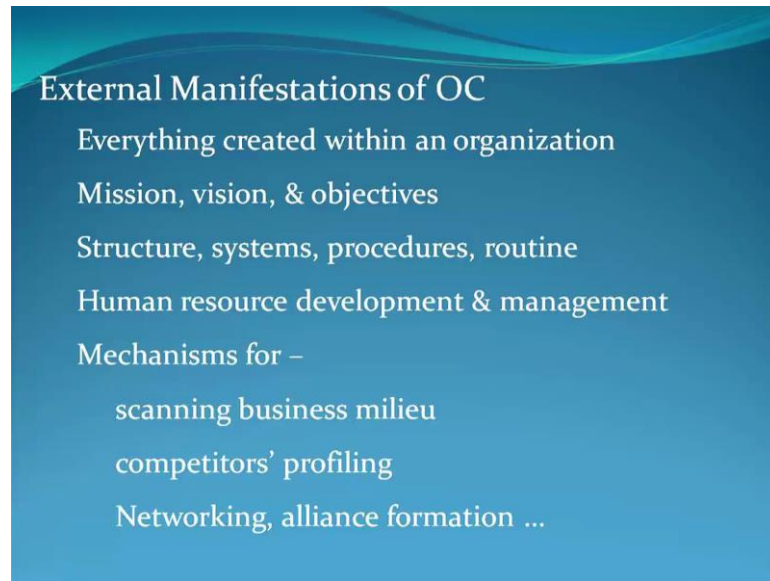 External Manifestations of OC
Everything created within an organization
Mission, vision, & objectives
Structure, systems, procedures, routine
Human resource development & management
Mechanisms for –
scanning business milieu
competitors’ profiling
Networking, alliance formation ...